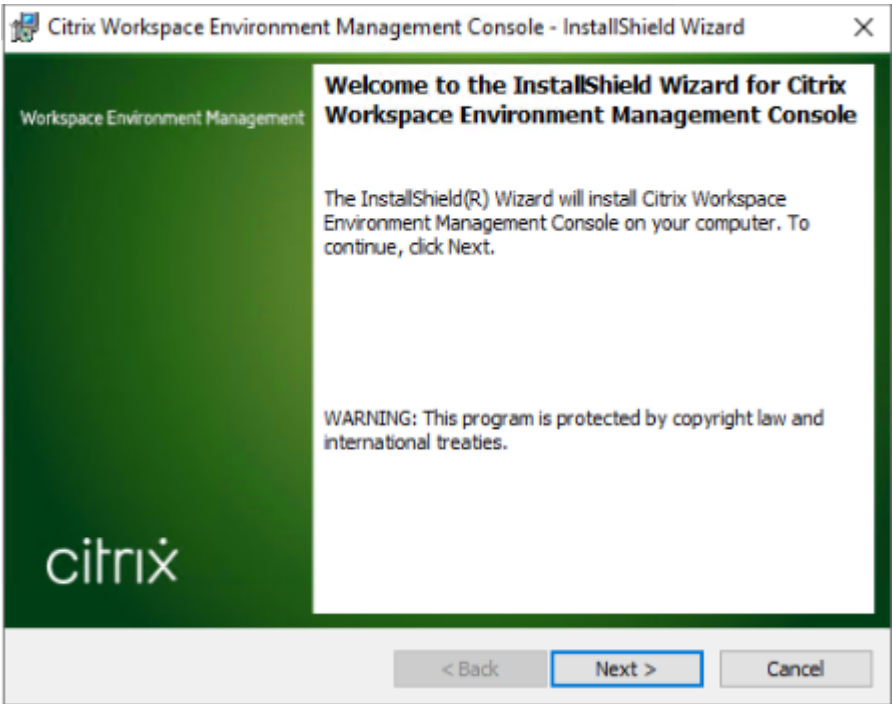 Citrix Workspace Environment Management Console - InstallShield Wizard
Workspace Environment Management
Welcome to the InstallShield Wizard for Citrix
Workspace Environment Management Console
The InstallShield(R) Wizard will install Citrix Workspace
Environment Management Console on your computer. To
continue, click Next.
WARNING: This program is protected by copyright law and
international treaties.
citrix
< Back
Next >
Cancel